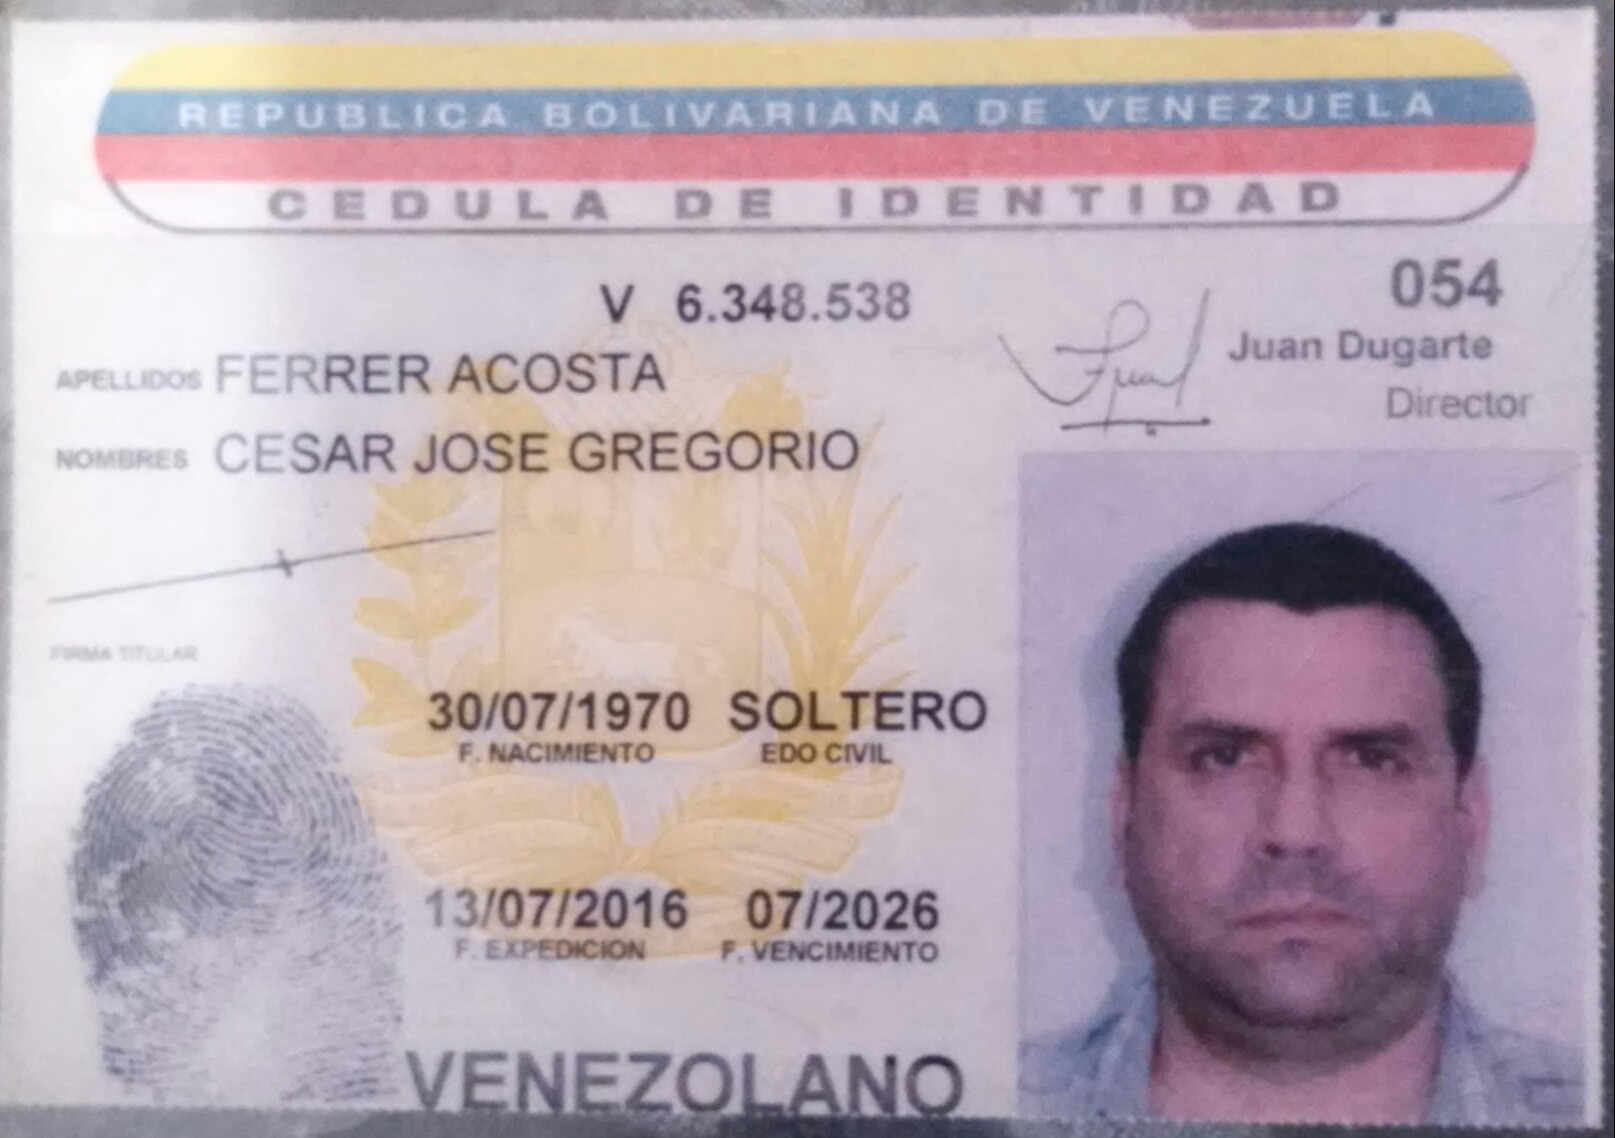 REPUBLICA BOLIVARIANA DE VENEZUELA
CEDULA DE IDENTIDAD
V 6.348.538
054
Juan Dugarte
Director
APELLIDOS FERRER ACOSTA
NOMBRES CESAR JOSE GREGORIO
FIRMA TITULAR
30/07/1970 SOLTERO
F. NACIMIENTO EDO CIVIL
13/07/2016 07/2026
F. EXPEDICION F. VENCIMIENTO
VENEZOLANO